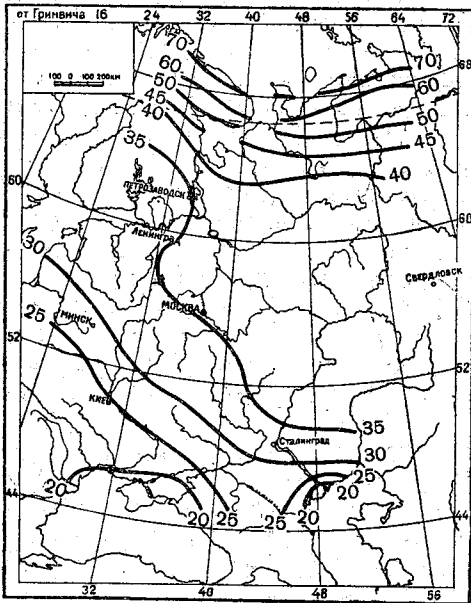 от Гринвича 16 24 32 40 48 56 64 72
100 0 100 200км
70 70
68
60 60
50 50
45 45
40 40
35
60 60
ПЕТРОЗАВОДСК
Ленинград
30
Свердловск
25
МИНСК
МОСКВА
52 52
КИЕВ
35
Сталинград
30
25
20 20 25 25 20 20
44 44
32 40 48 56